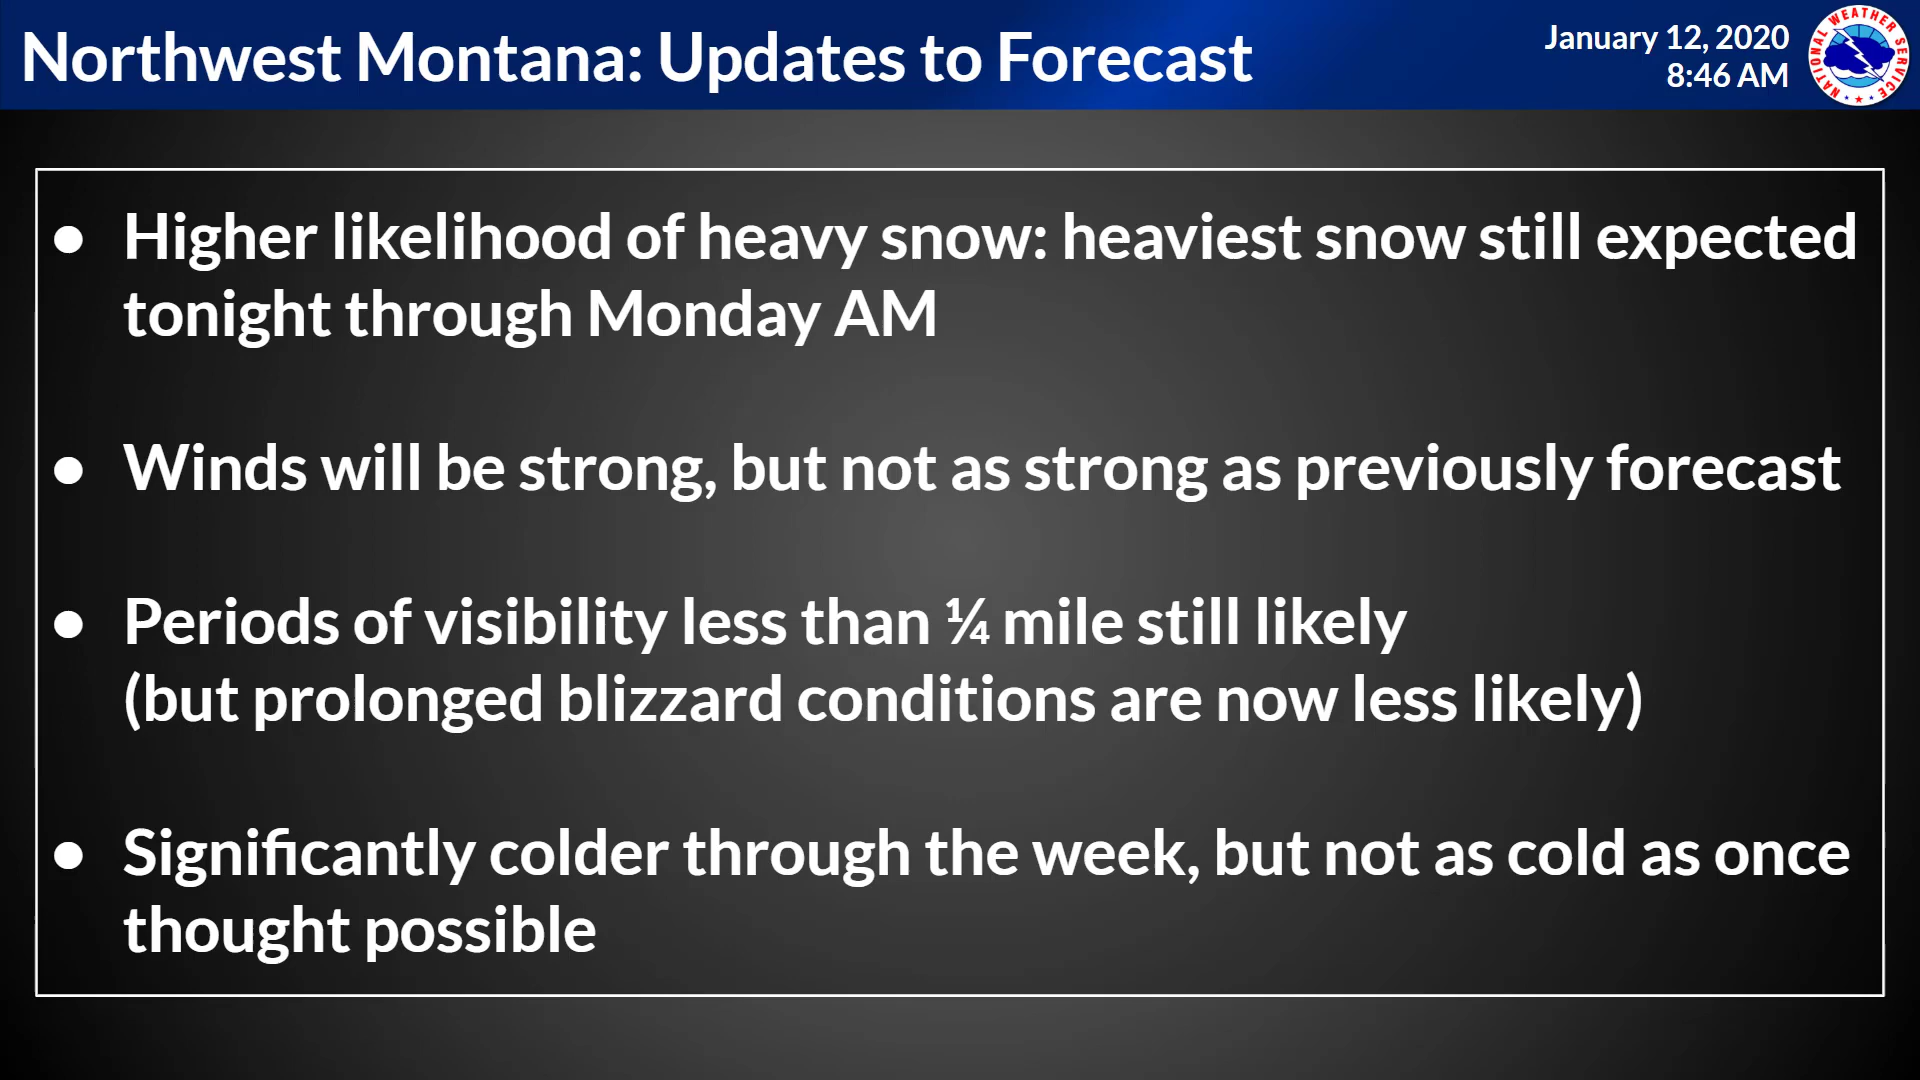 Northwest Montana: Updates to Forecast
January 12, 2020
8:46 AM
NATIONAL WEATHER SERVICE
● Higher likelihood of heavy snow: heaviest snow still expected
tonight through Monday AM
● Winds will be strong, but not as strong as previously forecast
● Periods of visibility less than ¼ mile still likely
(but prolonged blizzard conditions are now less likely)
● Significantly colder through the week, but not as cold as once
thought possible